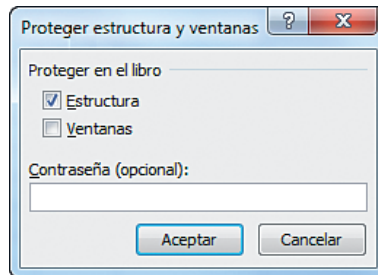 Proteger estructura y ventanas
Proteger en el libro
Estructura
Ventanas
Contraseña (opcional):
Aceptar
Cancelar